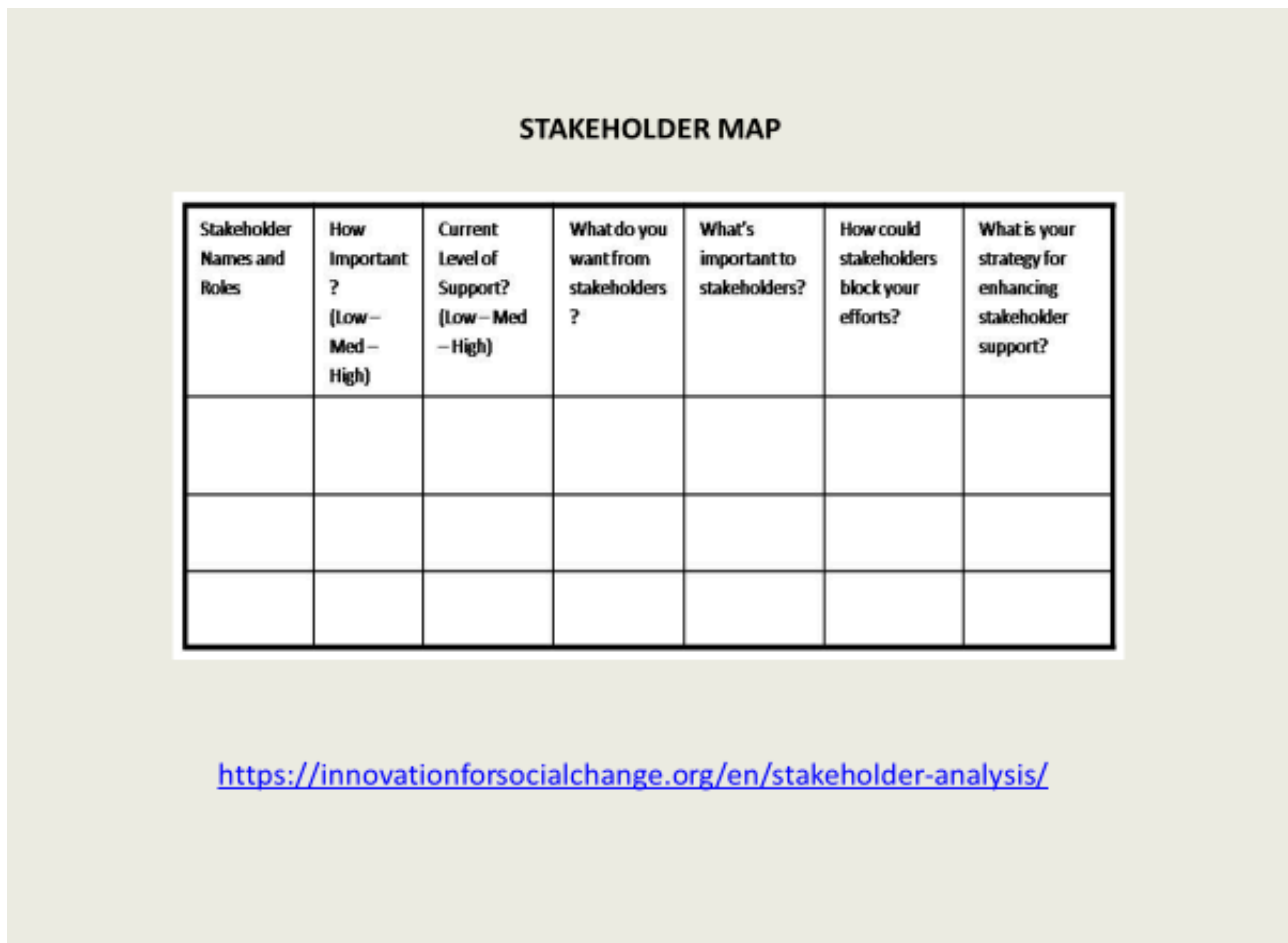 STAKEHOLDER MAP
Stakeholder
Names and
Roles
How
Important
?
(Low –
Med –
High)
Current
Level of
Support?
(Low – Med
– High)
What do you
want from
stakeholders
?
What's
important to
stakeholders?
How could
stakeholders
block your
efforts?
What is your
strategy for
enhancing
stakeholder
support?
https://innovationforsocialchange.org/en/stakeholder-analysis/